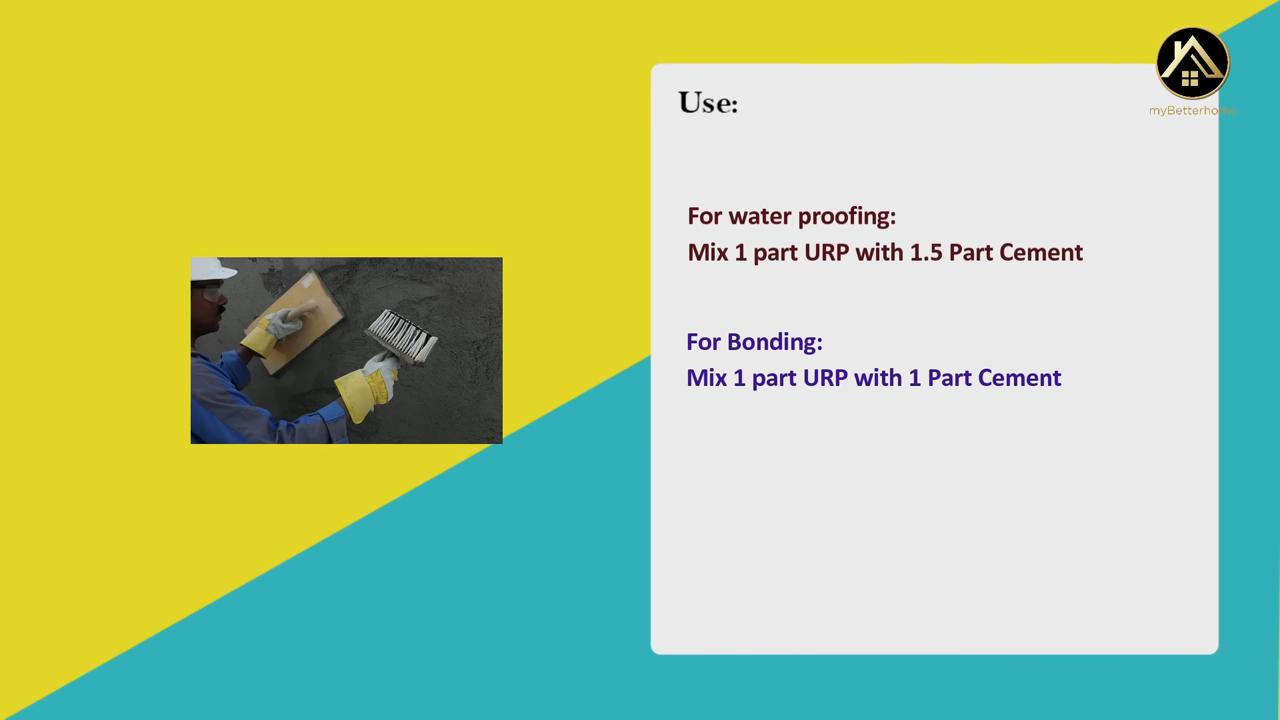 myBetterhome
Use:
For water proofing:
Mix 1 part URP with 1.5 Part Cement
For Bonding:
Mix 1 part URP with 1 Part Cement